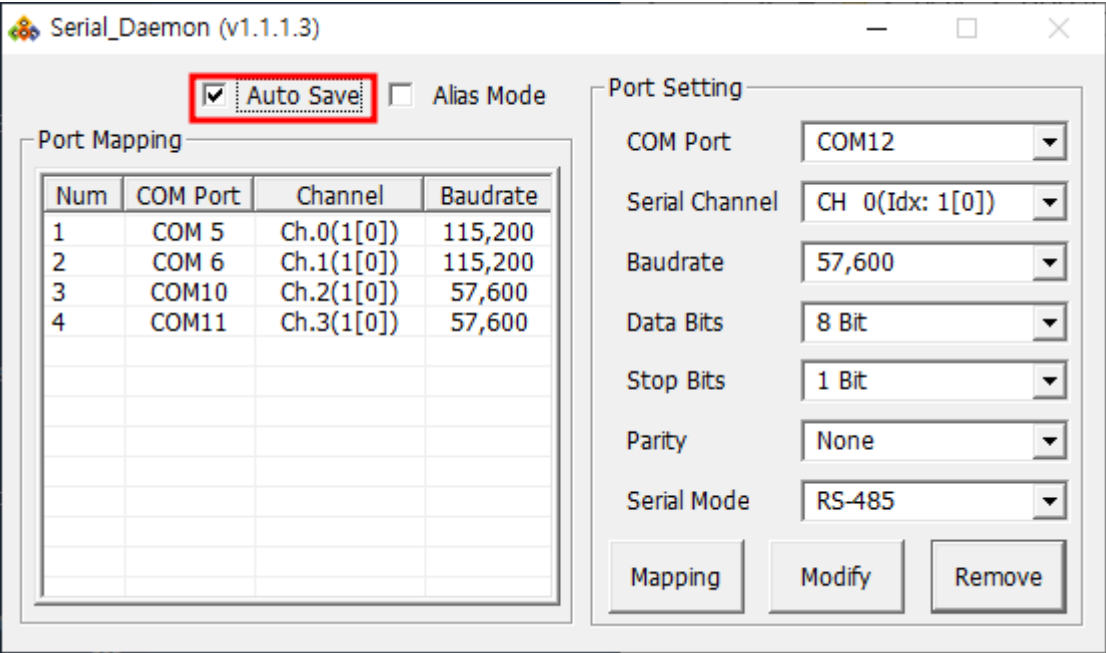 Serial_Daemon (v1.1.1.3)
Auto Save Alias Mode
Port Mapping
Num COM Port Channel Baudrate
1 COM 5 Ch.0(1[0]) 115,200
2 COM 6 Ch.1(1[0]) 115,200
3 COM10 Ch.2(1[0]) 57,600
4 COM11 Ch.3(1[0]) 57,600
Port Setting
COM Port COM12
Serial Channel CH 0(Idx: 1[0])
Baudrate 57,600
Data Bits 8 Bit
Stop Bits 1 Bit
Parity None
Serial Mode RS-485
Mapping Modify Remove